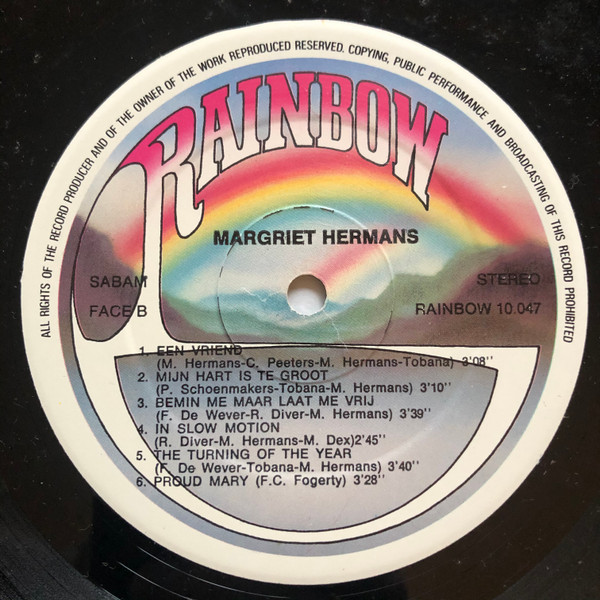 ALL RIGHTS OF THE RECORD PRODUCER AND OF THE OWNER OF THE WORK REPRODUCED RESERVED. COPYING, PUBLIC PERFORMANCE AND BROADCASTING OF THIS RECORD PROHIBITED
RAINBOW
MARGRIET HERMANS
SABAM STEREO
FACE B RAINBOW 10.047
1. EEN VRIEND
(M. Hermans-C. Peeters-M. Hermans-Tobana) 3'08"
2. MIJN HART IS TE GROOT
(P. Schoenmakers-Tobana-M. Hermans) 3'10"
3. BEMIN ME MAAR LAAT ME VRIJ
(F. De Wever-R. Diver-M. Hermans) 3'39"
4. IN SLOW MOTION
(R. Diver-M. Hermans-M. Dex)2'45"
5. THE TURNING OF THE YEAR
(F. De Wever-Tobana-M. Hermans) 3'40"
6. PROUD MARY (F.C. Fogerty) 3'28"